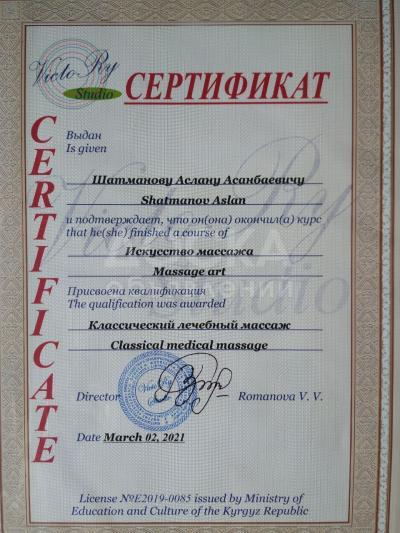 Victo Ry
Studio
СЕРТИФИКАТ
CERTIFICATE
Выдан
Is given
Шатманову Аслану Асанбаевичу
Shatmanov Aslan
и подтверждает, что он(она) окончил(а) курс
that he(she) finished a course of
Искусство массажа
Massage art
Присвоена квалификация
The qualification was awarded
Классический лечебный массаж
Classical medical massage
Director
Romanova V. V.
Date March 02, 2021
License №E2019-0085 issued by Ministry of
Education and Culture of the Kyrgyz Republic